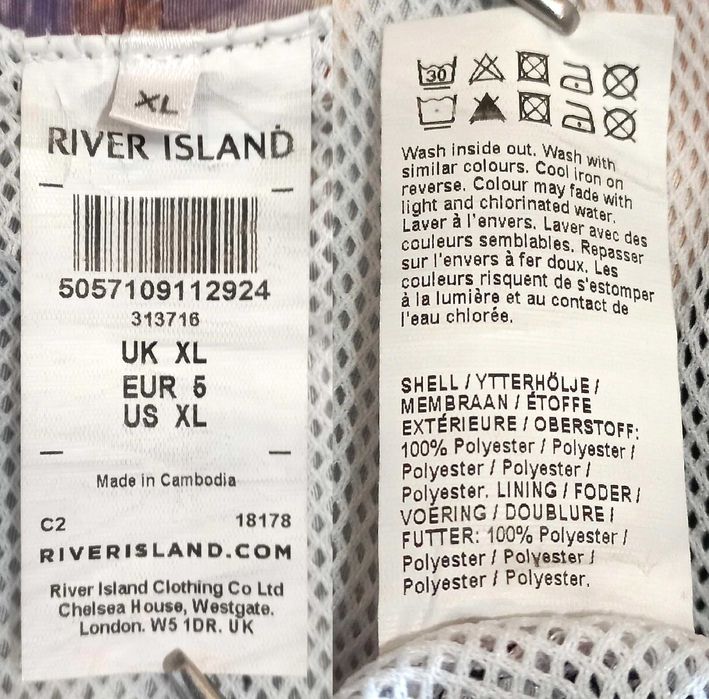 XL
RIVER ISLAND
5057109112924
313716
UK XL
EUR 5
US XL
Made in Cambodia
C2 18178
RIVERISLAND.COM
River Island Clothing Co Ltd
Chelsea House, Westgate.
London. W5 1DR. UK
30
Wash inside out. Wash with
similar colours. Cool iron on
reverse. Colour may fade with
light and chlorinated water.
Laver à l'envers. Laver avec des
couleurs semblables. Repasser
sur l'envers à fer doux. Les
couleurs risquent de s'estomper
à la lumière et au contact de
l'eau chlorée.
SHELL / YTTERHÖLJE /
MEMBRAAN / ÉTOFFE
EXTÉRIEURE / OBERSTOFF:
100% Polyester / Polyester /
Polyester / Polyester /
Polyester. LINING / FODER /
VOERING / DOUBLURE /
FUTTER: 100% Polyester /
Polyester / Polyester /
Polyester / Polyester.